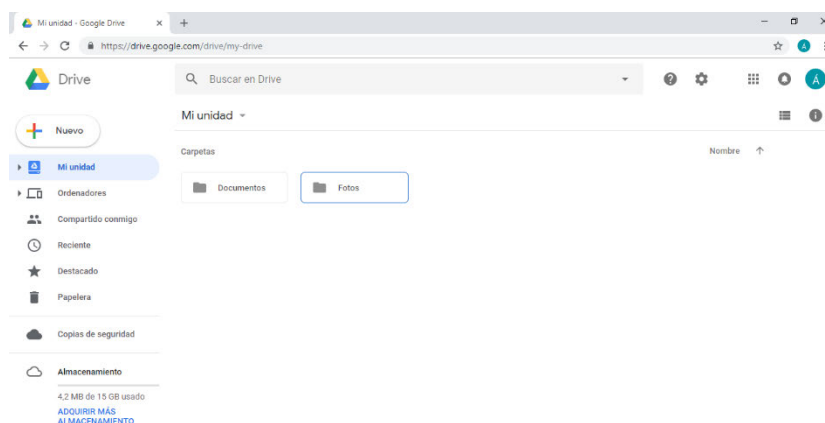 Mi unidad - Google Drive
https://drive.google.com/drive/my-drive
A
Drive
Buscar en Drive
A
Mi unidad
Nuevo
Carpetas
Nombre
Mi unidad
Documentos
Fotos
Ordenadores
Compartido conmigo
Reciente
Destacado
Papelera
Copias de seguridad
Almacenamiento
4,2 MB de 15 GB usado
ADQUIRIR MÁS
ALMACENAMIENTO